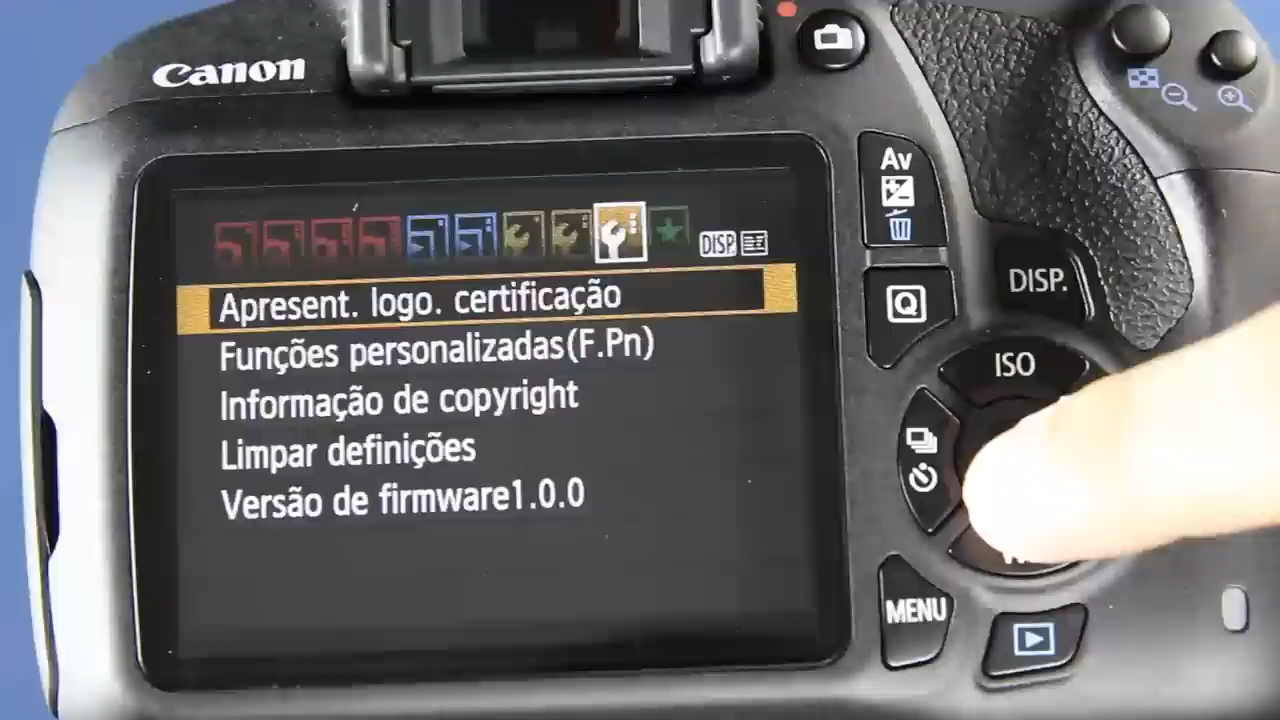 Canon
DISP.
Apresent. logo. certificação
Funções personalizadas(F.Pn)
Informação de copyright
Limpar definições
Versão de firmware1.0.0
Av
Q
DISP.
ISO
MENU